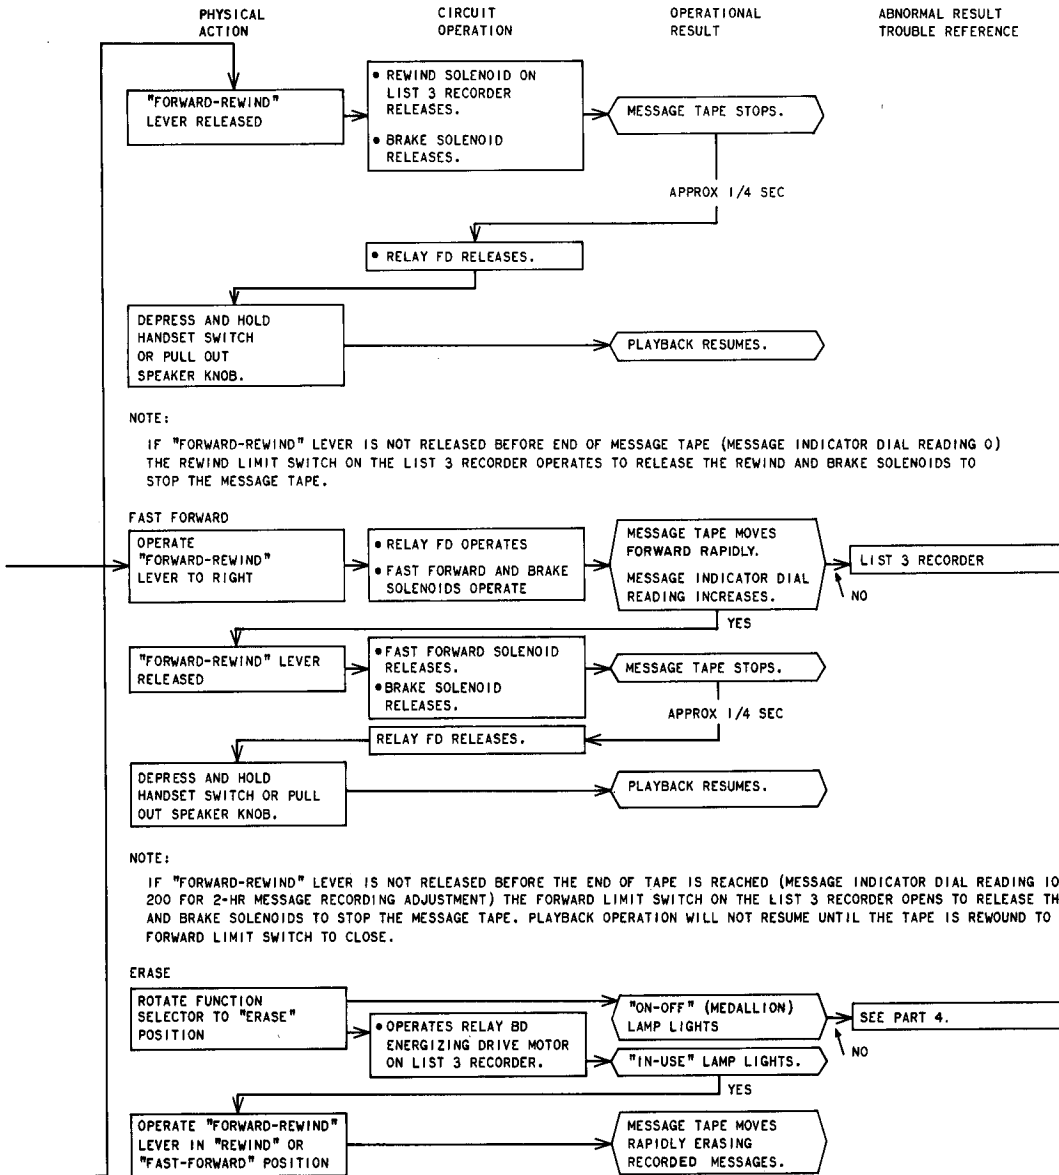 PHYSICAL ACTION
CIRCUIT OPERATION
OPERATIONAL RESULT
ABNORMAL RESULT TROUBLE REFERENCE
"FORWARD-REWIND"
LEVER RELEASED
• REWIND SOLENOID ON
LIST 3 RECORDER
RELEASES.
• BRAKE SOLENOID
RELEASES.
MESSAGE TAPE STOPS.
APPROX 1/4 SEC
• RELAY FD RELEASES.
DEPRESS AND HOLD
HANDSET SWITCH
OR PULL OUT
SPEAKER KNOB.
PLAYBACK RESUMES.
NOTE:
IF "FORWARD-REWIND" LEVER IS NOT RELEASED BEFORE END OF MESSAGE TAPE (MESSAGE INDICATOR DIAL READING 0)
THE REWIND LIMIT SWITCH ON THE LIST 3 RECORDER OPERATES TO RELEASE THE REWIND AND BRAKE SOLENOIDS TO
STOP THE MESSAGE TAPE.
FAST FORWARD
OPERATE
"FORWARD-REWIND"
LEVER TO RIGHT
• RELAY FD OPERATES
• FAST FORWARD AND BRAKE
SOLENOIDS OPERATE
MESSAGE TAPE MOVES
FORWARD RAPIDLY.
MESSAGE INDICATOR DIAL
READING INCREASES.
LIST 3 RECORDER
NO
YES
"FORWARD-REWIND" LEVER
RELEASED
• FAST FORWARD SOLENOID
RELEASES.
• BRAKE SOLENOID
RELEASES.
MESSAGE TAPE STOPS.
APPROX 1/4 SEC
RELAY FD RELEASES.
DEPRESS AND HOLD
HANDSET SWITCH OR PULL
OUT SPEAKER KNOB.
PLAYBACK RESUMES.
NOTE:
IF "FORWARD-REWIND" LEVER IS NOT RELEASED BEFORE THE END OF TAPE IS REACHED (MESSAGE INDICATOR DIAL READING 10
200 FOR 2-HR MESSAGE RECORDING ADJUSTMENT) THE FORWARD LIMIT SWITCH ON THE LIST 3 RECORDER OPENS TO RELEASE TH
AND BRAKE SOLENOIDS TO STOP THE MESSAGE TAPE. PLAYBACK OPERATION WILL NOT RESUME UNTIL THE TAPE IS REWOUND TO
FORWARD LIMIT SWITCH TO CLOSE.
ERASE
ROTATE FUNCTION
SELECTOR TO "ERASE"
POSITION
• OPERATES RELAY BD
ENERGIZING DRIVE MOTOR
ON LIST 3 RECORDER.
"ON-OFF" (MEDALLION)
LAMP LIGHTS
SEE PART 4.
NO
"IN-USE" LAMP LIGHTS.
YES
OPERATE "FORWARD-REWIND"
LEVER IN "REWIND" OR
"FAST-FORWARD" POSITION
MESSAGE TAPE MOVES
RAPIDLY ERASING
RECORDED MESSAGES.